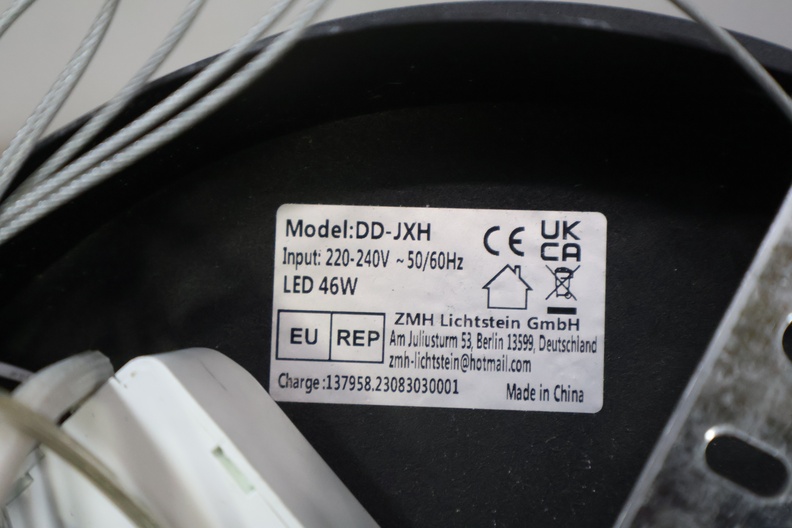 Model:DD-JXH
Input: 220-240V ~ 50/60Hz
LED 46W
CE
UK
CA
EU REP
ZMH Lichtstein GmbH
Am Juliusturm 53, Berlin 13599, Deutschland
zmh-lichtstein@hotmail.com
Charge :137958.23083030001
Made in China